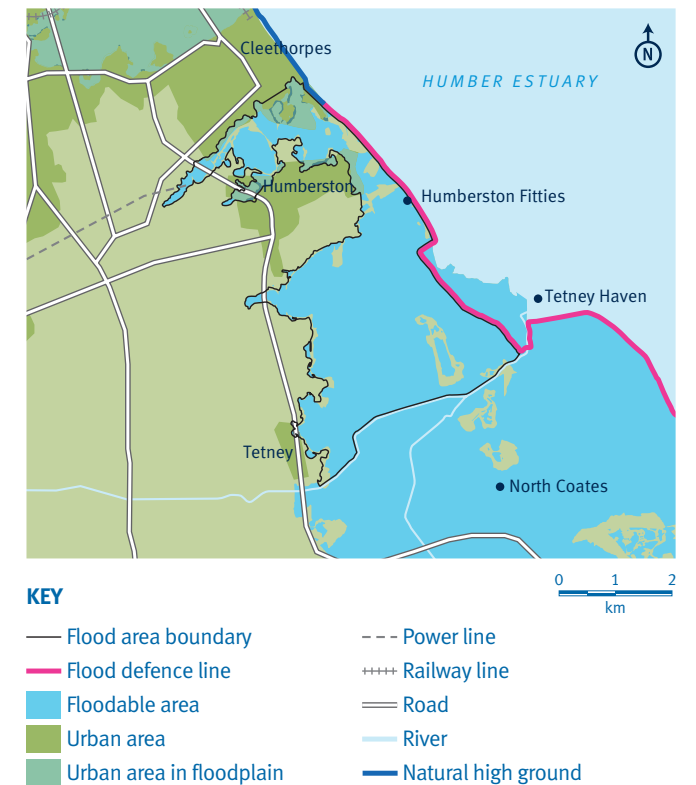 Cleethorpes
N
HUMBER ESTUARY
Humberston
Humberston Fitties
Tetney Haven
Tetney
North Coates
0 1 2
km
KEY
Flood area boundary
Flood defence line
Floodable area
Urban area
Urban area in floodplain
Power line
Railway line
Road
River
Natural high ground